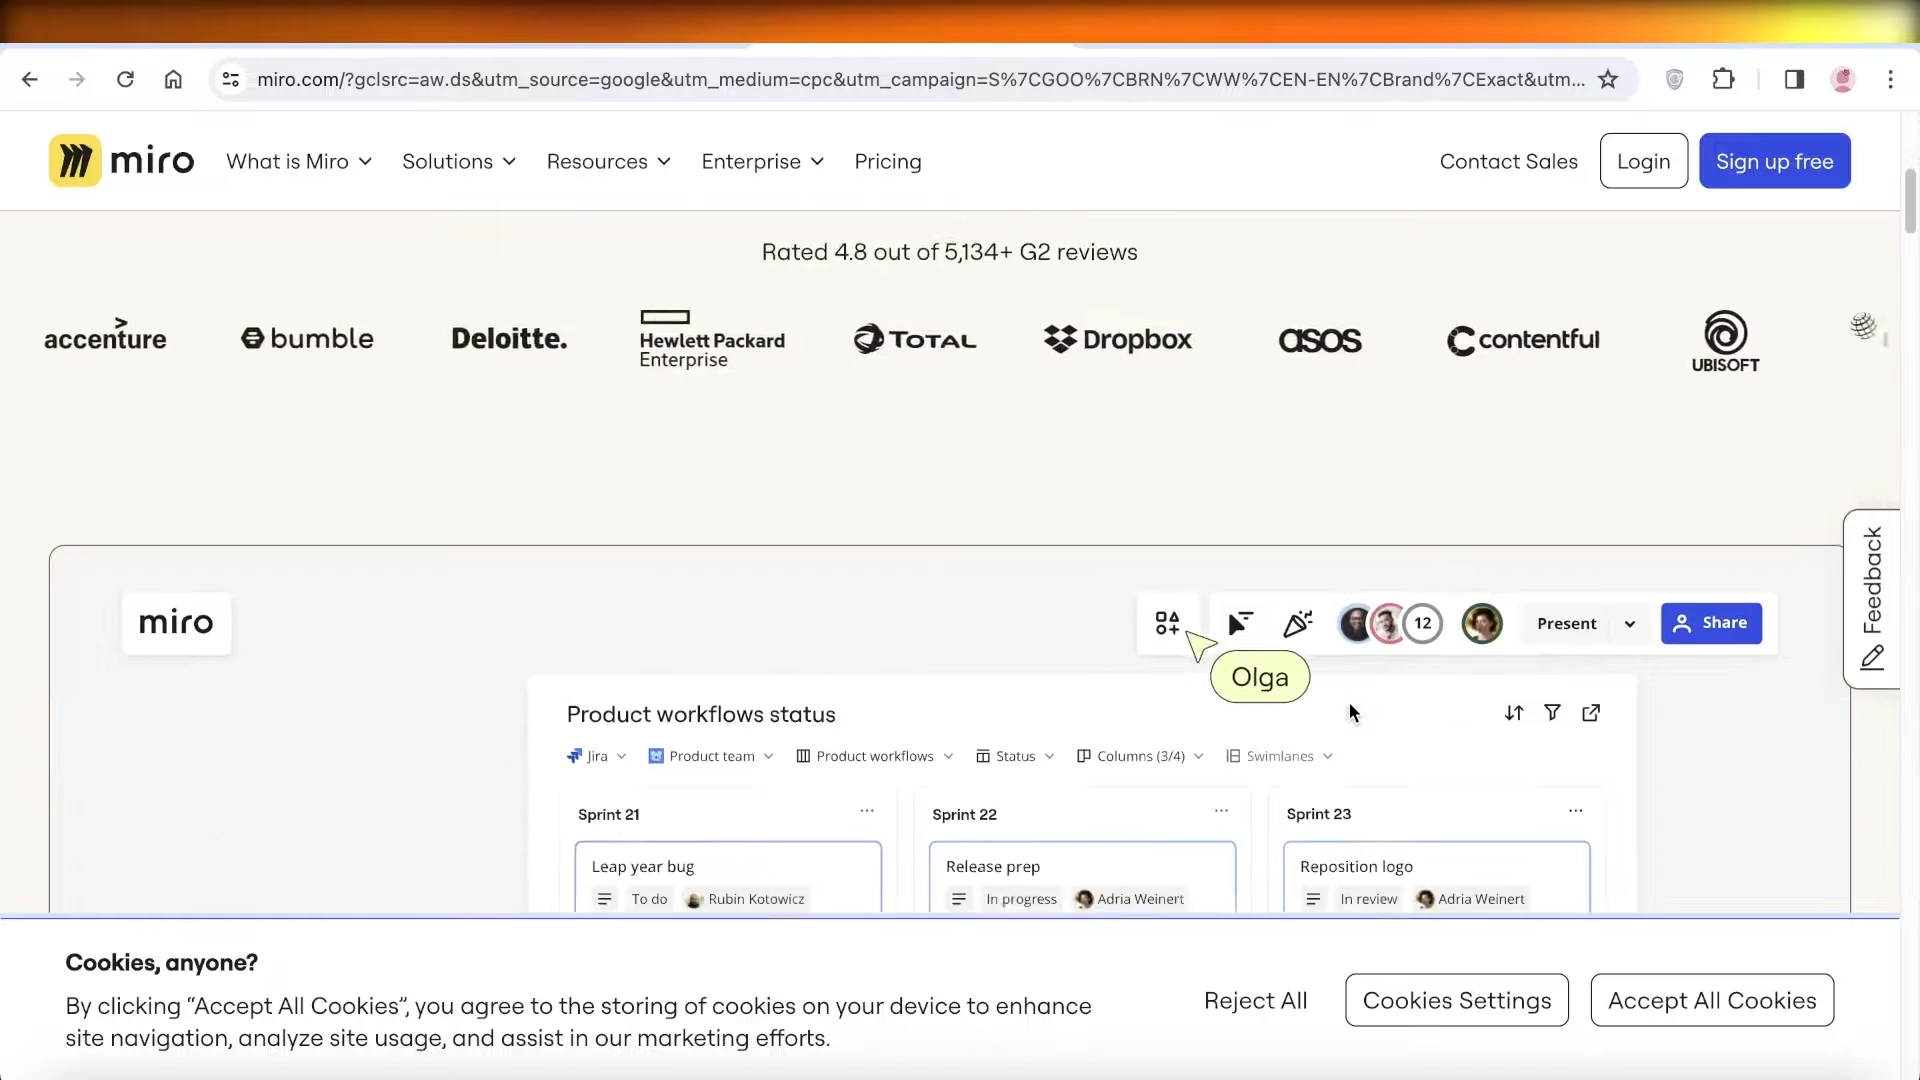 miro.com/?gclsrc=aw.ds&utm_source=google&utm_medium=cpc&utm_campaign=S%7CGOO%7CBRN%7CWW%7CEN-EN%7CBrand%7CExact&utm...
miro What is Miro Solutions Resources Enterprise Pricing Contact Sales Login Sign up free
Rated 4.8 out of 5,134+ G2 reviews
accenture bumble Deloitte. Hewlett Packard Enterprise TOTAL Dropbox asos contentful UBISOFT
Feedback
miro 12 Present Share
Olga
Product workflows status
Jira Product team Product workflows Status Columns (3/4) Swimlanes
Sprint 21 Sprint 22 Sprint 23
Leap year bug Release prep Reposition logo
To do Rubin Kotowicz In progress Adria Weinert In review Adria Weinert
Cookies, anyone?
By clicking “Accept All Cookies”, you agree to the storing of cookies on your device to enhance
site navigation, analyze site usage, and assist in our marketing efforts.
Reject All Cookies Settings Accept All Cookies